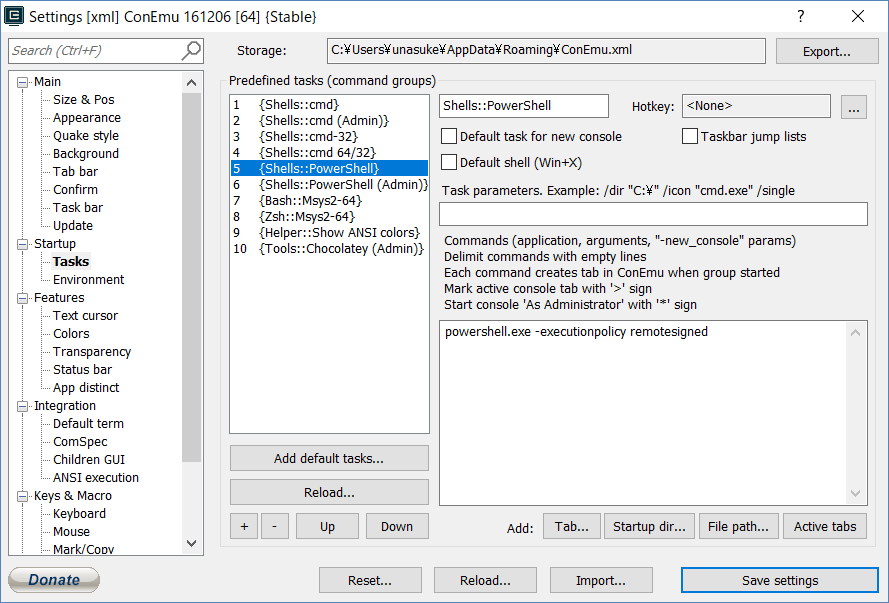 Settings [xml] ConEmu 161206 [64] {Stable}
Search (Ctrl+F)
Storage:
C:¥Users¥unasuke¥AppData¥Roaming¥ConEmu.xml
Export...
Main
Size & Pos
Appearance
Quake style
Background
Tab bar
Confirm
Task bar
Update
Startup
Tasks
Environment
Features
Text cursor
Colors
Transparency
Status bar
App distinct
Integration
Default term
ComSpec
Children GUI
ANSI execution
Keys & Macro
Keyboard
Mouse
Mark/Copy
Predefined tasks (command groups)
1 {Shells::cmd}
2 {Shells::cmd (Admin)}
3 {Shells::cmd-32}
4 {Shells::cmd 64/32}
5 {Shells::PowerShell}
6 {Shells::PowerShell (Admin)}
7 {Bash::Msys2-64}
8 {Zsh::Msys2-64}
9 {Helper::Show ANSI colors}
10 {Tools::Chocolatey (Admin)}
Add default tasks...
Reload...
+ - Up Down
Shells::PowerShell
Hotkey: <None> ...
Default task for new console
Taskbar jump lists
Default shell (Win+X)
Task parameters. Example: /dir "C:¥" /icon "cmd.exe" /single
Commands (application, arguments, "-new_console" params)
Delimit commands with empty lines
Each command creates tab in ConEmu when group started
Mark active console tab with '>' sign
Start console 'As Administrator' with '*' sign
powershell.exe -executionpolicy remotesigned
Add: Tab... Startup dir... File path... Active tabs
Donate
Reset... Reload... Import... Save settings